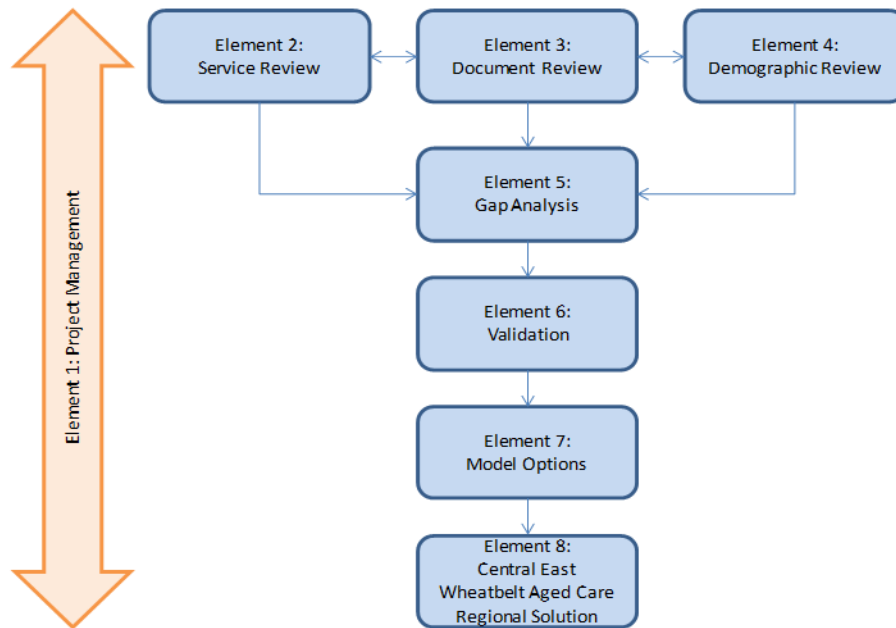 Element 1: Project Management
Element 2:
Service Review
Element 3:
Document Review
Element 4:
Demographic Review
Element 5:
Gap Analysis
Element 6:
Validation
Element 7:
Model Options
Element 8:
Central East
Wheatbelt Aged Care
Regional Solution